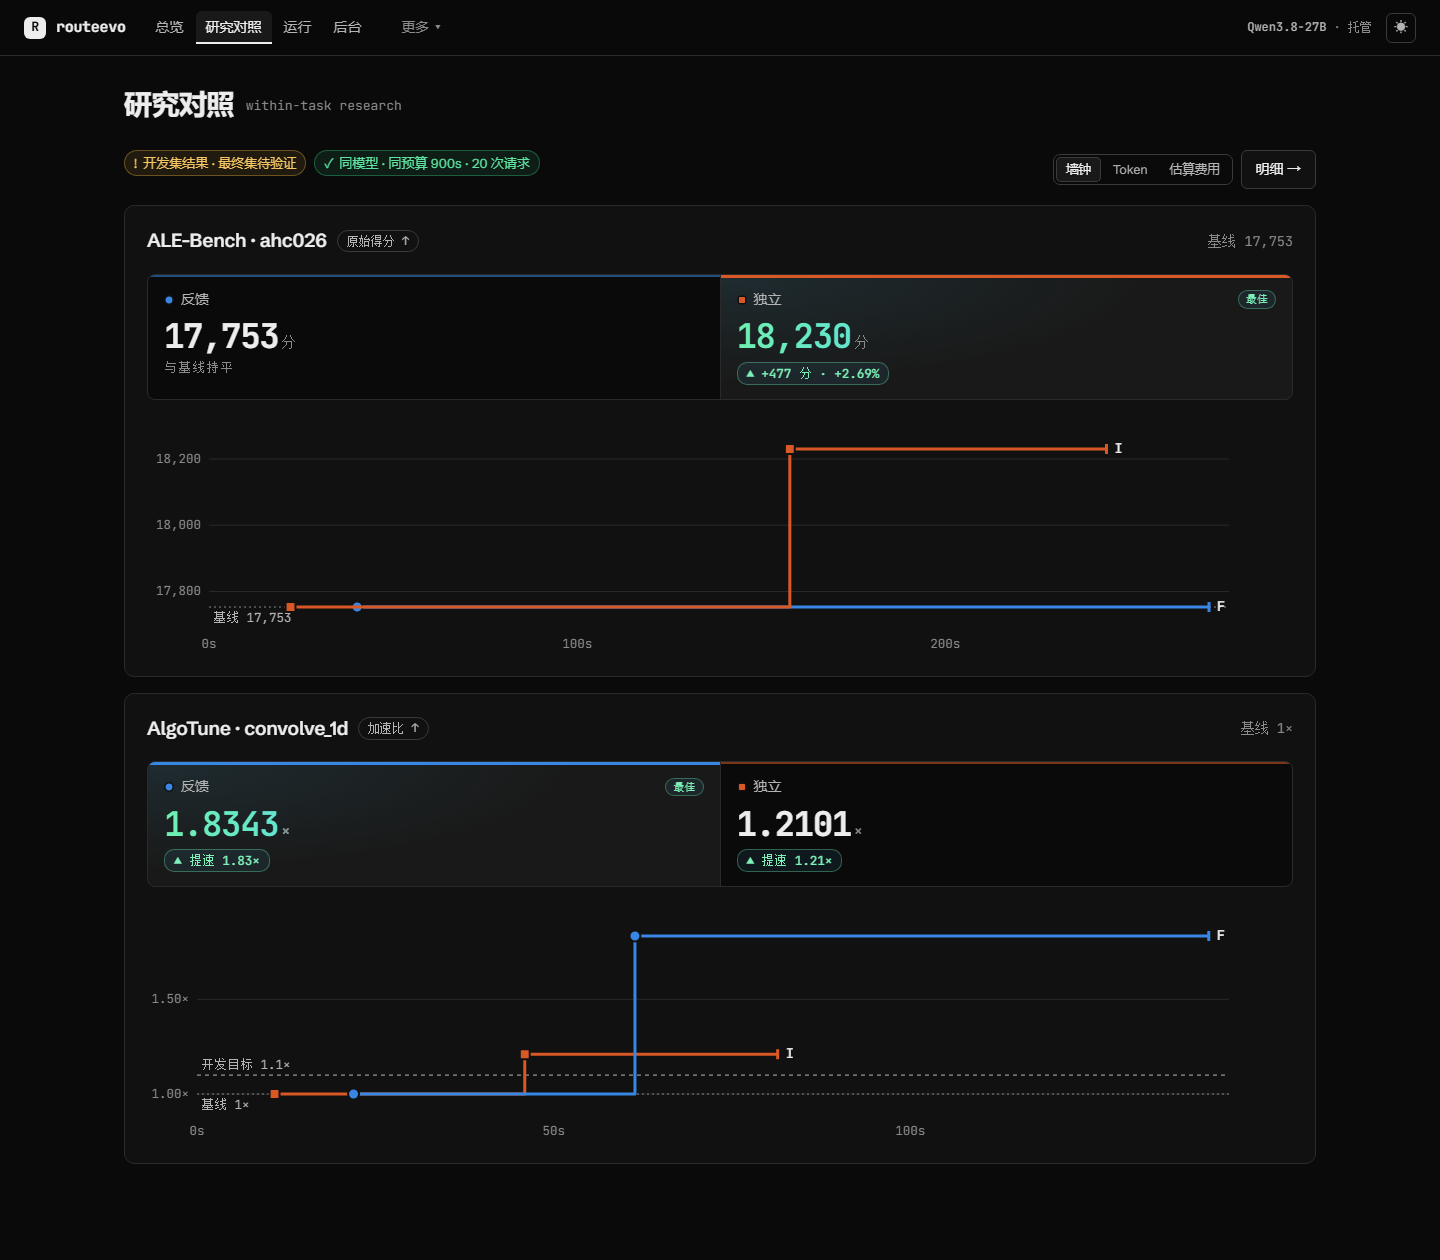 R routeevo 总览 研究对照 运行 后台 更多 ▾ Qwen3.8-27B · 托管
研究对照 within-task research
! 开发集结果 · 最终集待验证 ✓ 同模型 · 同预算 900s · 20 次请求 墙钟 Token 估算费用 明细 →
ALE-Bench · ahc026 原始得分 ↑ 基线 17,753
反馈
17,753 分
与基线持平
独立 最佳
18,230 分
▲ +477 分 · +2.69%
18,200
18,000
17,800
基线 17,753
I
F
0s 100s 200s
AlgoTune · convolve_1d 加速比 ↑ 基线 1×
反馈 最佳
1.8343 ×
▲ 提速 1.83×
独立
1.2101 ×
▲ 提速 1.21×
F
1.50×
I
开发目标 1.1×
1.00×
基线 1×
0s 50s 100s